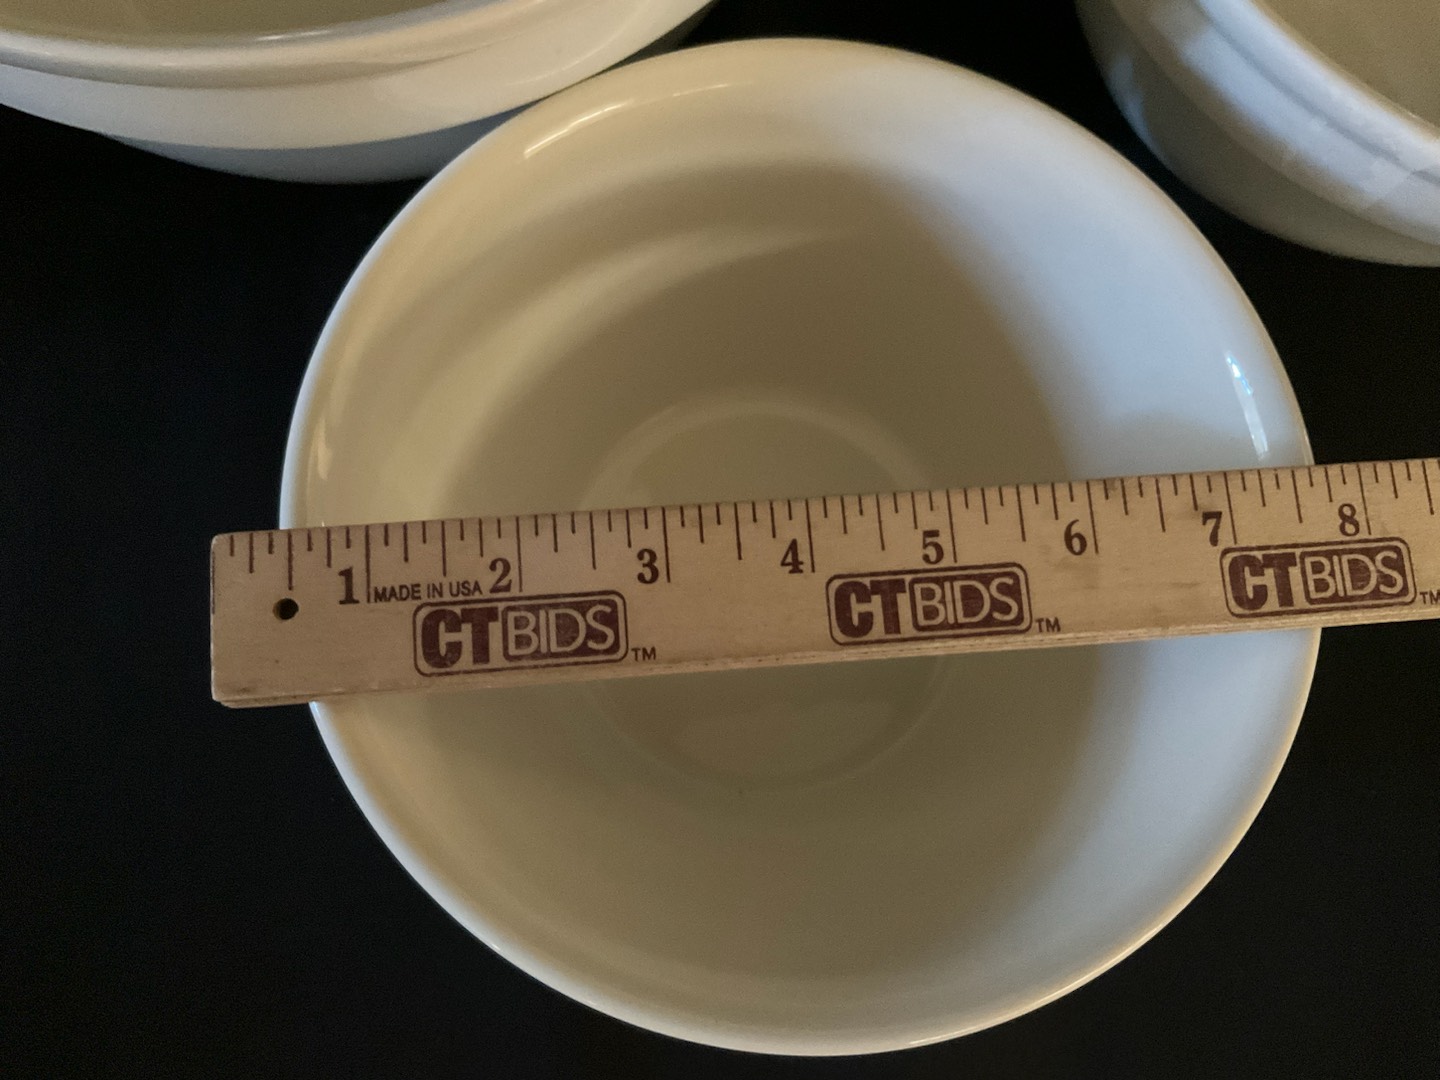 1 2 3 4 5 6 7 8
MADE IN USA
CTBIDS TM CTBIDS TM CTBIDS TM